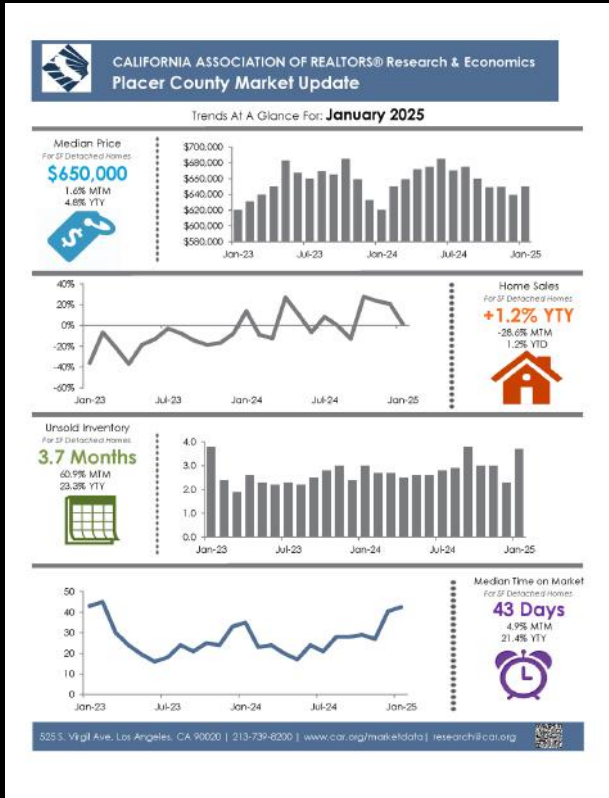 CALIFORNIA ASSOCIATION OF REALTORS® Research & Economics
Placer County Market Update
Trends At A Glance For: January 2025
Median Price
For SF Detached Homes
$650,000
1.6% MTM
4.8% YTY
$700,000
$680,000
$660,000
$640,000
$620,000
$600,000
$580,000
Jan-23
Jul-23
Jan-24
Jul-24
Jan-25
40%
20%
0%
-20%
-40%
-60%
Jan-23
Jul-23
Jan-24
Jul-24
Jan-25
Home Sales
For SF Detached Homes
+1.2% YTY
-28.6% MTM
1.2% YTD
Unsold Inventory
For SF Detached Homes
3.7 Months
60.9% MTM
23.3% YTY
4.0
3.0
2.0
1.0
0.0
Jan-23
Jul-23
Jan-24
Jul-24
Jan-25
50
40
30
20
10
0
Jan-23
Jul-23
Jan-24
Jul-24
Jan-25
Median Time on Market
For SF Detached Homes
43 Days
4.9% MTM
21.4% YTY
525 S. Virgil Ave, Los Angeles, CA 90020 | 213-739-8200 | www.car.org/marketdata | research@car.org